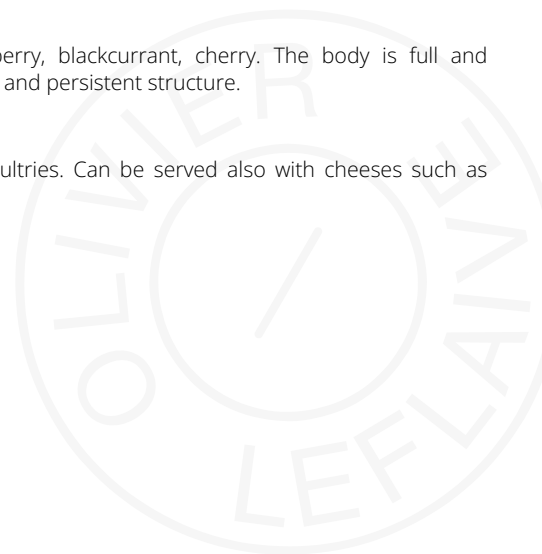 berry, blackcurrant, cherry. The body is full and
and persistent structure.
ultries. Can be served also with cheeses such as
OLIVIER
LEFLAIVE